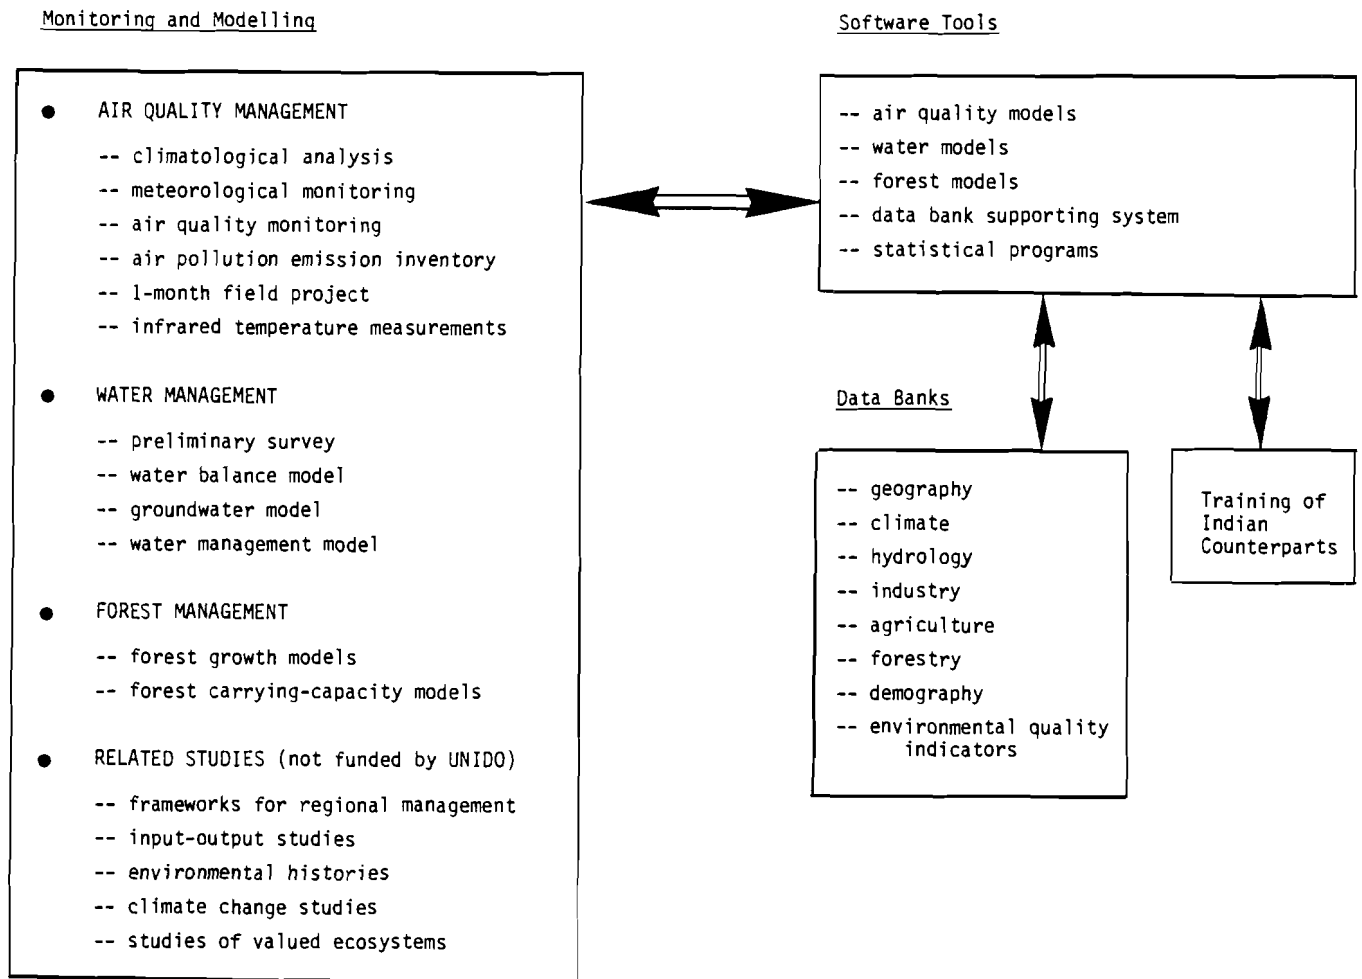 Monitoring and Modelling
● AIR QUALITY MANAGEMENT
-- climatological analysis
-- meteorological monitoring
-- air quality monitoring
-- air pollution emission inventory
-- 1-month field project
-- infrared temperature measurements
● WATER MANAGEMENT
-- preliminary survey
-- water balance model
-- groundwater model
-- water management model
● FOREST MANAGEMENT
-- forest growth models
-- forest carrying-capacity models
● RELATED STUDIES (not funded by UNIDO)
-- frameworks for regional management
-- input-output studies
-- environmental histories
-- climate change studies
-- studies of valued ecosystems
Software Tools
-- air quality models
-- water models
-- forest models
-- data bank supporting system
-- statistical programs
Data Banks
-- geography
-- climate
-- hydrology
-- industry
-- agriculture
-- forestry
-- demography
-- environmental quality
indicators
Training of
Indian
Counterparts